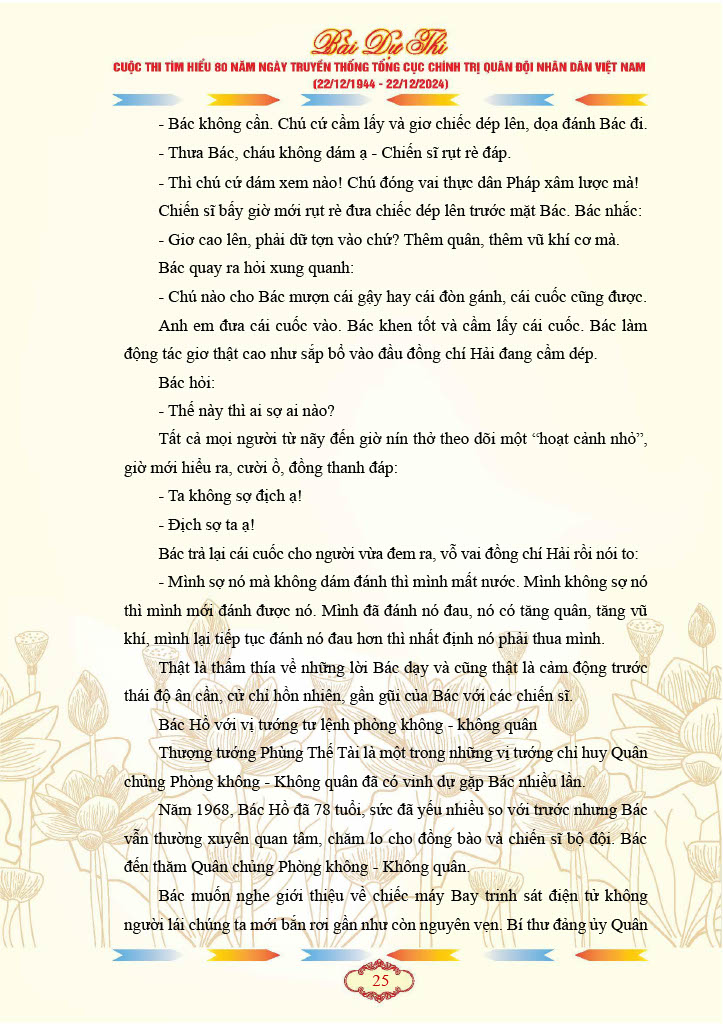 Bài Dự Thi
CUỘC THI TÌM HIỂU 80 NĂM NGÀY TRUYỀN THỐNG TỔNG CỤC CHÍNH TRỊ QUÂN ĐỘI NHÂN DÂN VIỆT NAM
(22/12/1944 - 22/12/2024)
- Bác không cần. Chú cứ cầm lấy và giơ chiếc dép lên, dọa đánh Bác đi.
- Thưa Bác, cháu không dám ạ - Chiến sĩ rụt rè đáp.
- Thì chú cứ dám xem nào! Chú đóng vai thực dân Pháp xâm lược mà!
Chiến sĩ bấy giờ mới rụt rè đưa chiếc dép lên trước mặt Bác. Bác nhắc:
- Giơ cao lên, phải dữ tợn vào chứ? Thêm quân, thêm vũ khí cơ mà.
Bác quay ra hỏi xung quanh:
- Chú nào cho Bác mượn cái gậy hay cái đòn gánh, cái cuốc cũng được.
Anh em đưa cái cuốc vào. Bác khen tốt và cầm lấy cái cuốc. Bác làm
động tác giơ thật cao như sắp bổ vào đầu đồng chí Hải đang cầm dép.
Bác hỏi:
- Thế này thì ai sợ ai nào?
Tất cả mọi người từ nãy đến giờ nín thở theo dõi một “hoạt cảnh nhỏ”,
giờ mới hiểu ra, cười ồ, đồng thanh đáp:
- Ta không sợ địch ạ!
- Địch sợ ta ạ!
Bác trả lại cái cuốc cho người vừa đem ra, vỗ vai đồng chí Hải rồi nói to:
- Mình sợ nó mà không dám đánh thì mình mất nước. Mình không sợ nó
thì mình mới đánh được nó. Mình đã đánh nó đau, nó có tăng quân, tăng vũ
khí, mình lại tiếp tục đánh nó đau hơn thì nhất định nó phải thua mình.
Thật là thấm thía về những lời Bác dạy và cũng thật là cảm động trước
thái độ ân cần, cử chỉ hồn nhiên, gần gũi của Bác với các chiến sĩ.
Bác Hồ với vị tướng tư lệnh phòng không - không quân
Thượng tướng Phùng Thế Tài là một trong những vị tướng chỉ huy Quân
chủng Phòng không - Không quân đã có vinh dự gặp Bác nhiều lần.
Năm 1968, Bác Hồ đã 78 tuổi, sức đã yếu nhiều so với trước nhưng Bác
vẫn thường xuyên quan tâm, chăm lo cho đồng bào và chiến sĩ bộ đội. Bác
đến thăm Quân chủng Phòng không - Không quân.
Bác muốn nghe giới thiệu về chiếc máy Bay trinh sát điện tử không
người lái chúng ta mới bắn rơi gần như còn nguyên vẹn. Bí thư đảng ủy Quân
25